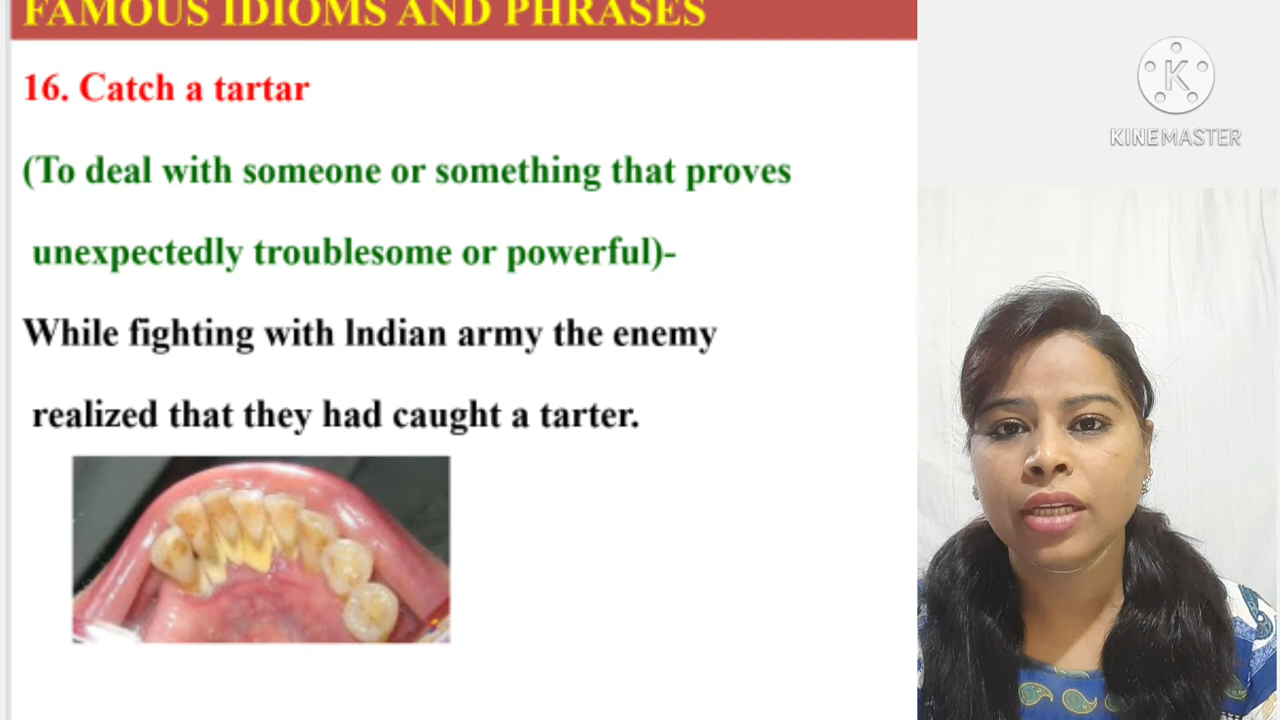 FAMOUS IDIOMS AND PHRASES
16. Catch a tartar
(To deal with someone or something that proves
unexpectedly troublesome or powerful)-
While fighting with lndian army the enemy
realized that they had caught a tarter.
K
KINEMASTER